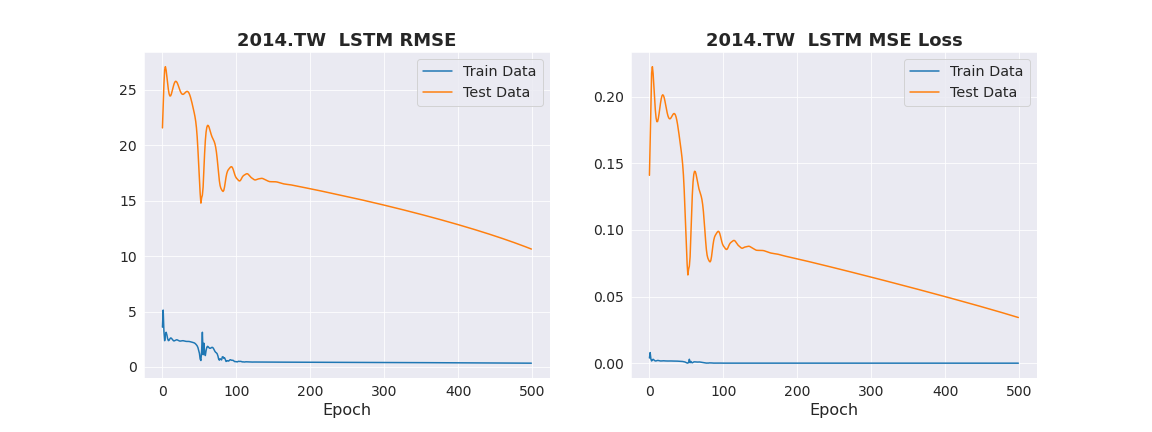 2014.TW  LSTM RMSE
Train Data
Test Data
25
20
15
10
5
0
0 100 200 300 400 500
Epoch
2014.TW  LSTM MSE Loss
Train Data
Test Data
0.20
0.15
0.10
0.05
0.00
0 100 200 300 400 500
Epoch